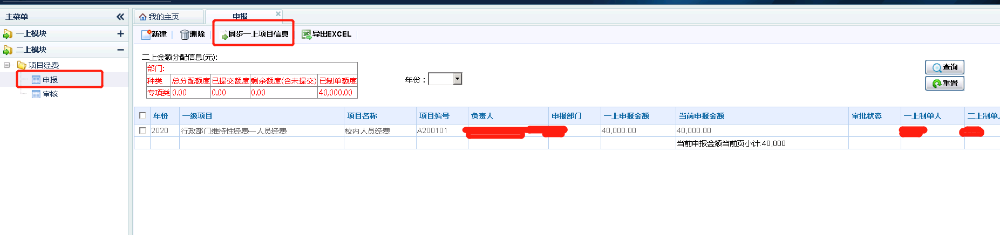 主菜单
一上模块
二上模块
项目经费
申报
审核
我的主页 申报
新建 删除 同步一上项目信息 导出EXCEL
二上金额分配信息(元):
部门:
种类 总分配额度 已提交额度 剩余额度(含未提交) 已制单额度
专项类 0.00 0.00 0.00 40,000.00
年份：
查询
重置
年份 一级项目 项目名称 项目编号 负责人 申报部门 一上申报金额 当前申报金额 审批状态 一上制单人 二上制单人
2020 行政部门维持性经费—人员经费 校内人员经费 A200101 40,000.00 40,000.00
当前申报金额当前页小计:40,000